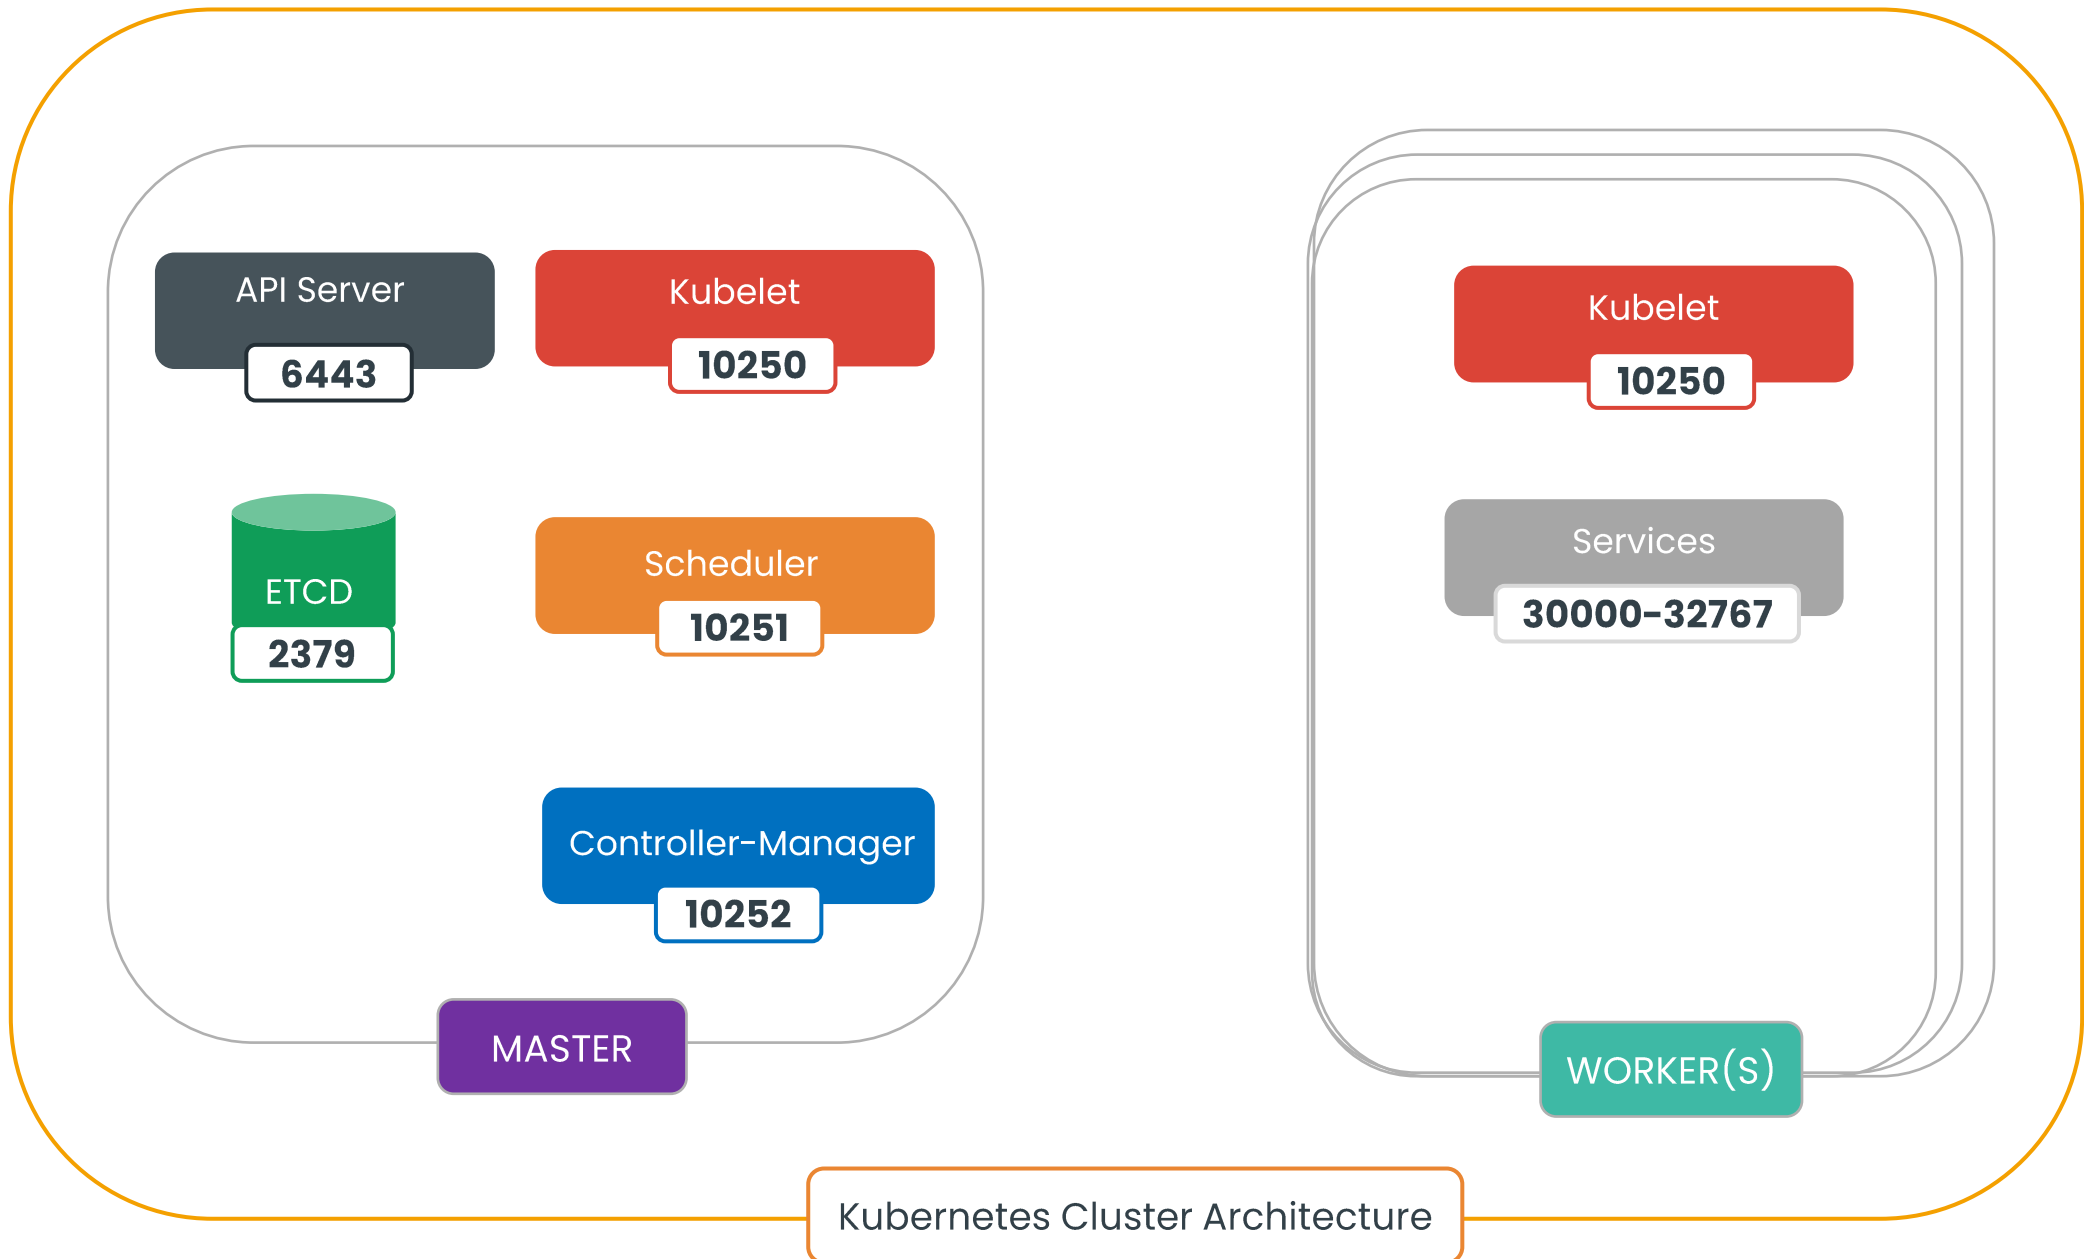 API Server
6443
Kubelet
10250
ETCD
2379
Scheduler
10251
Controller-Manager
10252
MASTER
Kubelet
10250
Services
30000-32767
WORKER(S)
Kubernetes Cluster Architecture